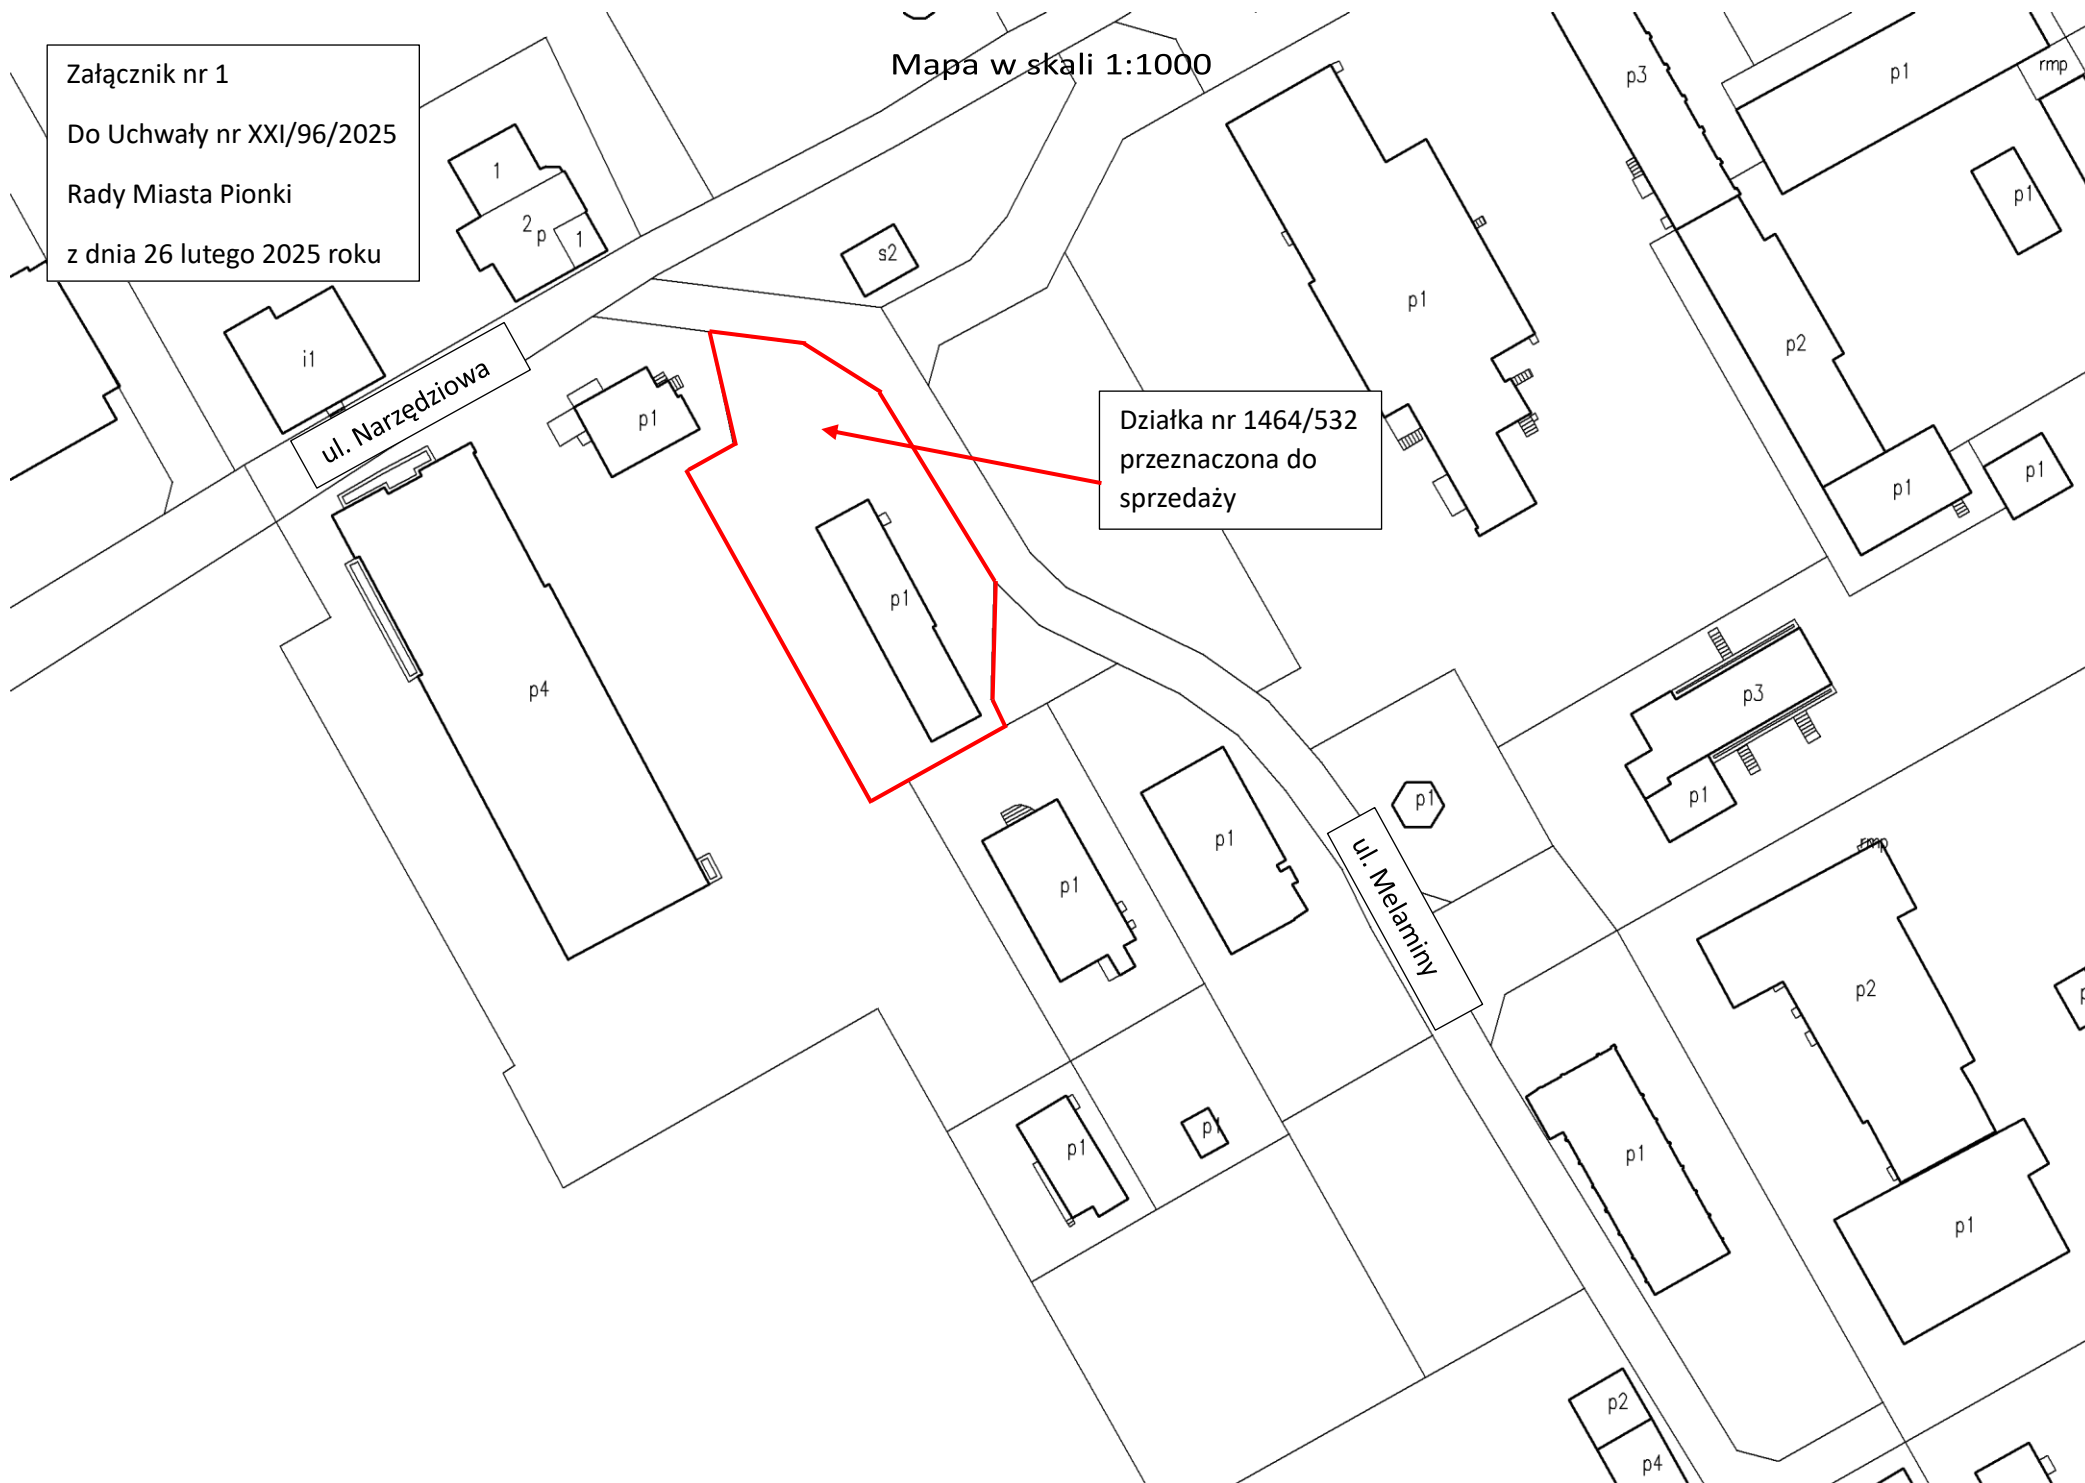 Załącznik nr 1
Do Uchwały nr XXI/96/2025
Rady Miasta Pionki
z dnia 26 lutego 2025 roku
Mapa w skali 1:1000
p3
p1
rmp
1
2
p
1
p1
s2
i1
p1
p2
ul. Narzędziowa
p1
Działka nr 1464/532
przeznaczona do
sprzedaży
p1
p1
p1
p4
p3
p1
p1
p1
p1
p1
rmp
ul. Melaminy
p2
p1
p1
p1
p1
p2
p4